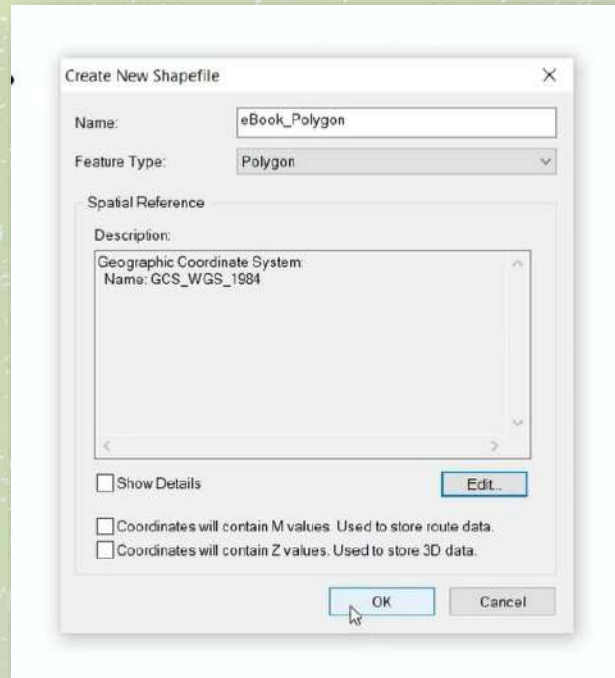 Create New Shapefile
Name: eBook_Polygon
Feature Type: Polygon
Spatial Reference
Description:
Geographic Coordinate System:
Name: GCS_WGS_1984
Show Details
Edit...
Coordinates will contain M values. Used to store route data.
Coordinates will contain Z values. Used to store 3D data.
OK Cancel